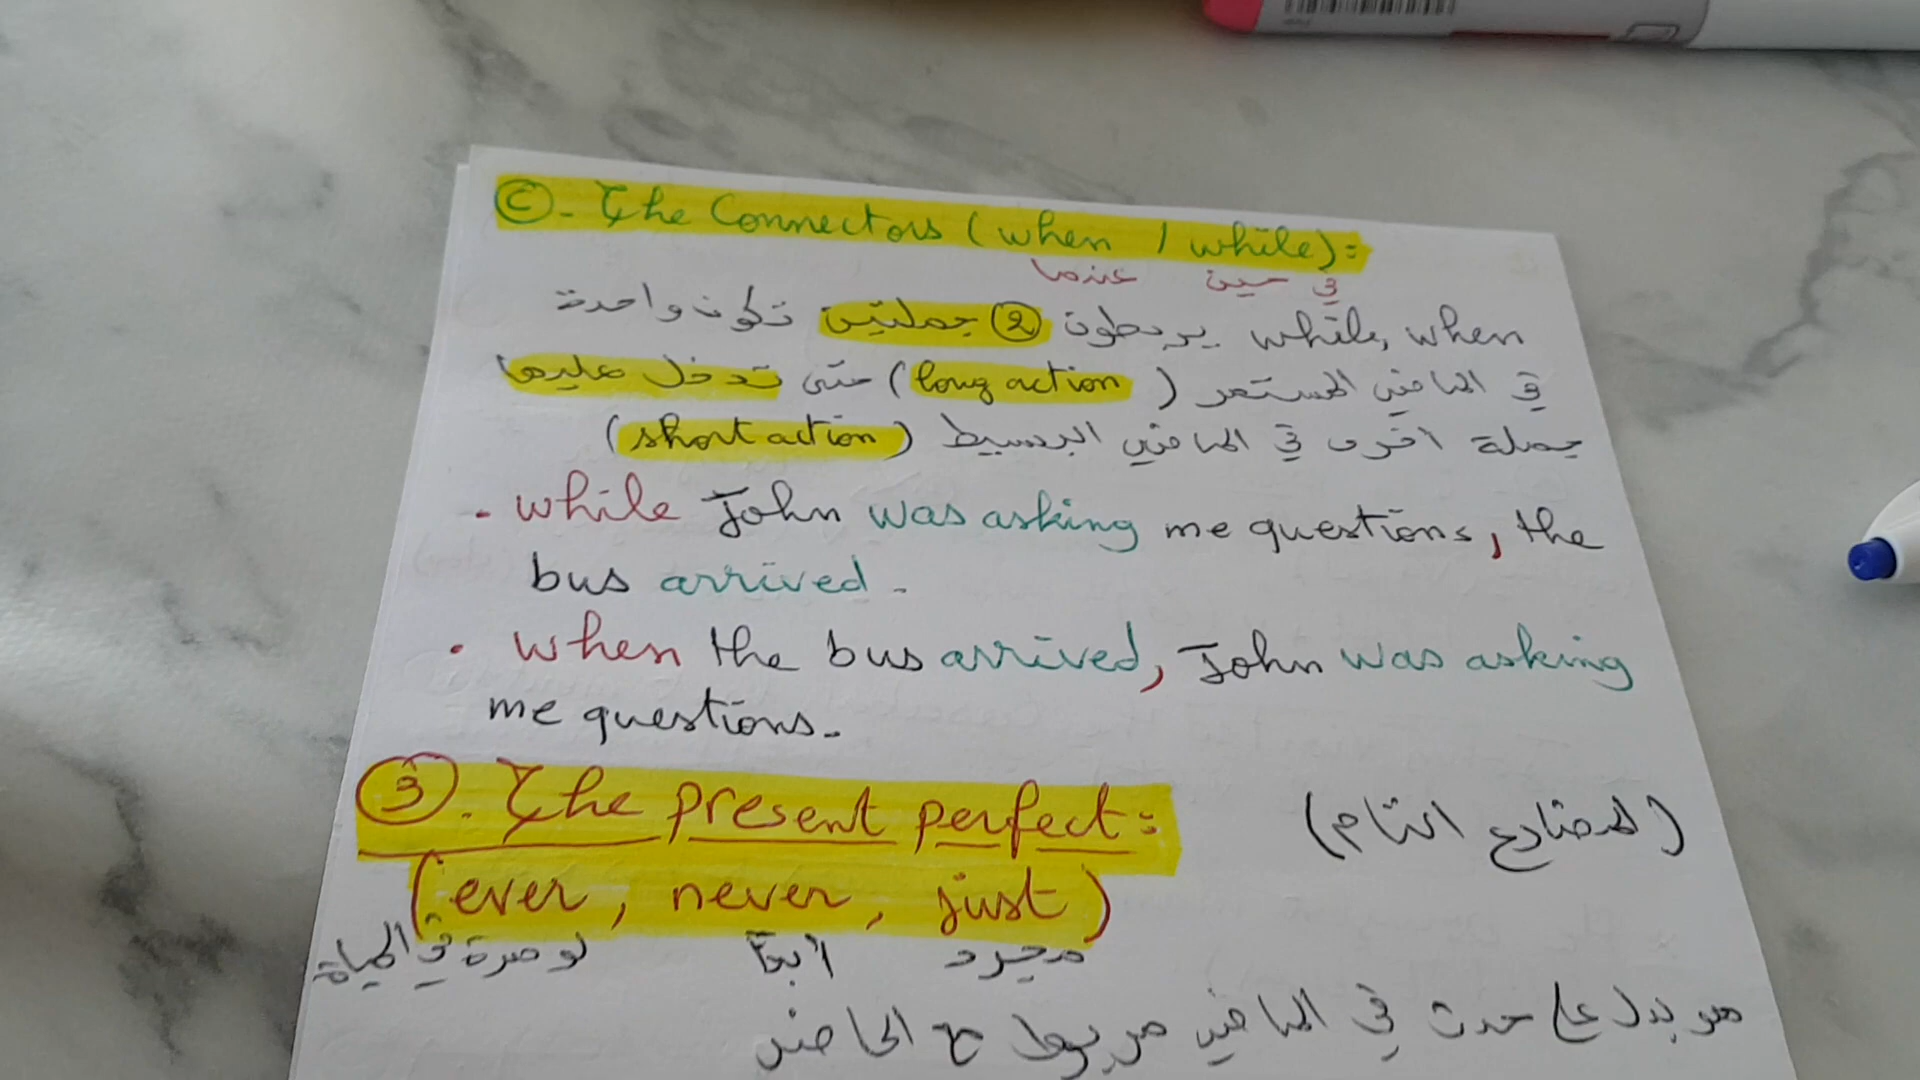 C - The Connectors (when / while):
عندما في حين
while, when يربطون 2 جملتين تكون واحدة
في الماضي المستمر (long action) حتى تدخل عليها
جملة أخرى في الماضي البسيط (short action)
. while John was asking me questions, the
bus arrived.
. when the bus arrived, John was asking
me questions.
3. The present perfect: (المضارع التام)
(ever, never, just)
لو مرة في الحياة أبدًا مجرد
هو يدل على حدث في الماضي مربوط مع الحاضر